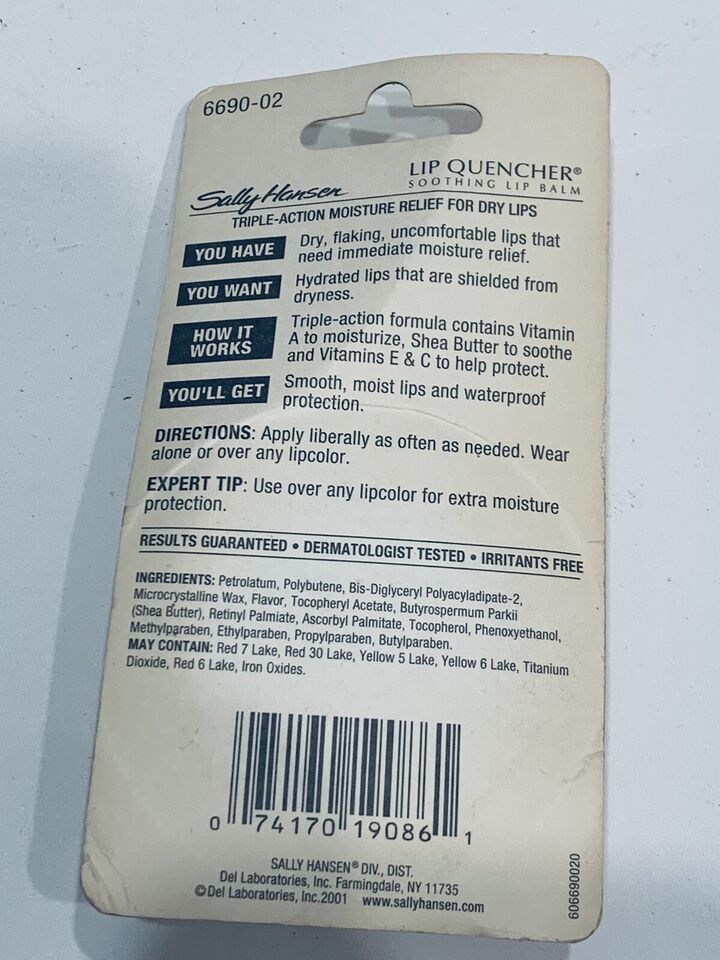 6690-02
LIP QUENCHER®
SOOTHING LIP BALM
Sally Hansen
TRIPLE-ACTION MOISTURE RELIEF FOR DRY LIPS
YOU HAVE
Dry, flaking, uncomfortable lips that
need immediate moisture relief.
YOU WANT
Hydrated lips that are shielded from
dryness.
HOW IT
WORKS
Triple-action formula contains Vitamin
A to moisturize, Shea Butter to soothe
and Vitamins E & C to help protect.
YOU'LL GET
Smooth, moist lips and waterproof
protection.
DIRECTIONS: Apply liberally as often as needed. Wear
alone or over any lipcolor.
EXPERT TIP: Use over any lipcolor for extra moisture
protection.
RESULTS GUARANTEED • DERMATOLOGIST TESTED • IRRITANTS FREE
INGREDIENTS: Petrolatum, Polybutene, Bis-Diglyceryl Polyacyladipate-2,
Microcrystalline Wax, Flavor, Tocopheryl Acetate, Butyrospermum Parkii
(Shea Butter), Retinyl Palmiate, Ascorbyl Palmitate, Tocopherol, Phenoxyethanol,
Methylparaben, Ethylparaben, Propylparaben, Butylparaben.
MAY CONTAIN: Red 7 Lake, Red 30 Lake, Yellow 5 Lake, Yellow 6 Lake, Titanium
Dioxide, Red 6 Lake, Iron Oxides.
0 74170 19086 1
SALLY HANSEN® DIV., DIST.
Del Laboratories, Inc. Farmingdale, NY 11735
©Del Laboratories, Inc.2001 www.sallyhansen.com
606690020